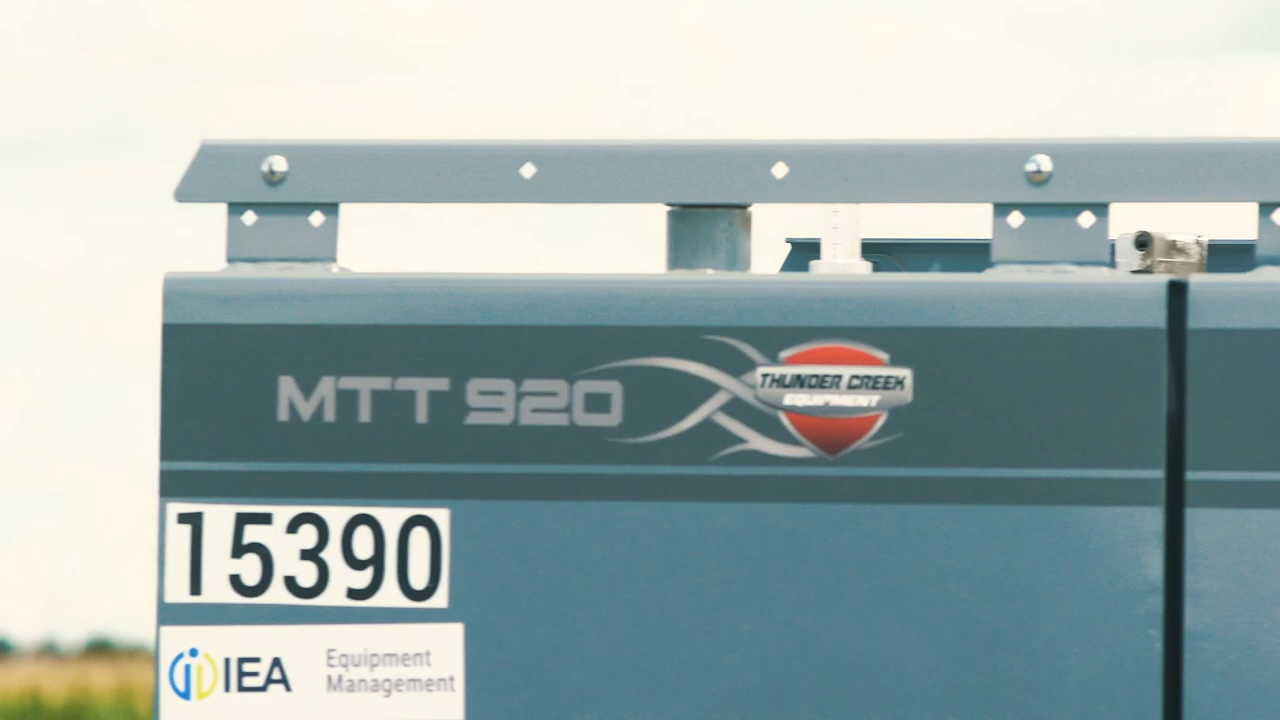 MTT 920
THUNDER CREEK
EQUIPMENT
15390
IEA
Equipment
Management